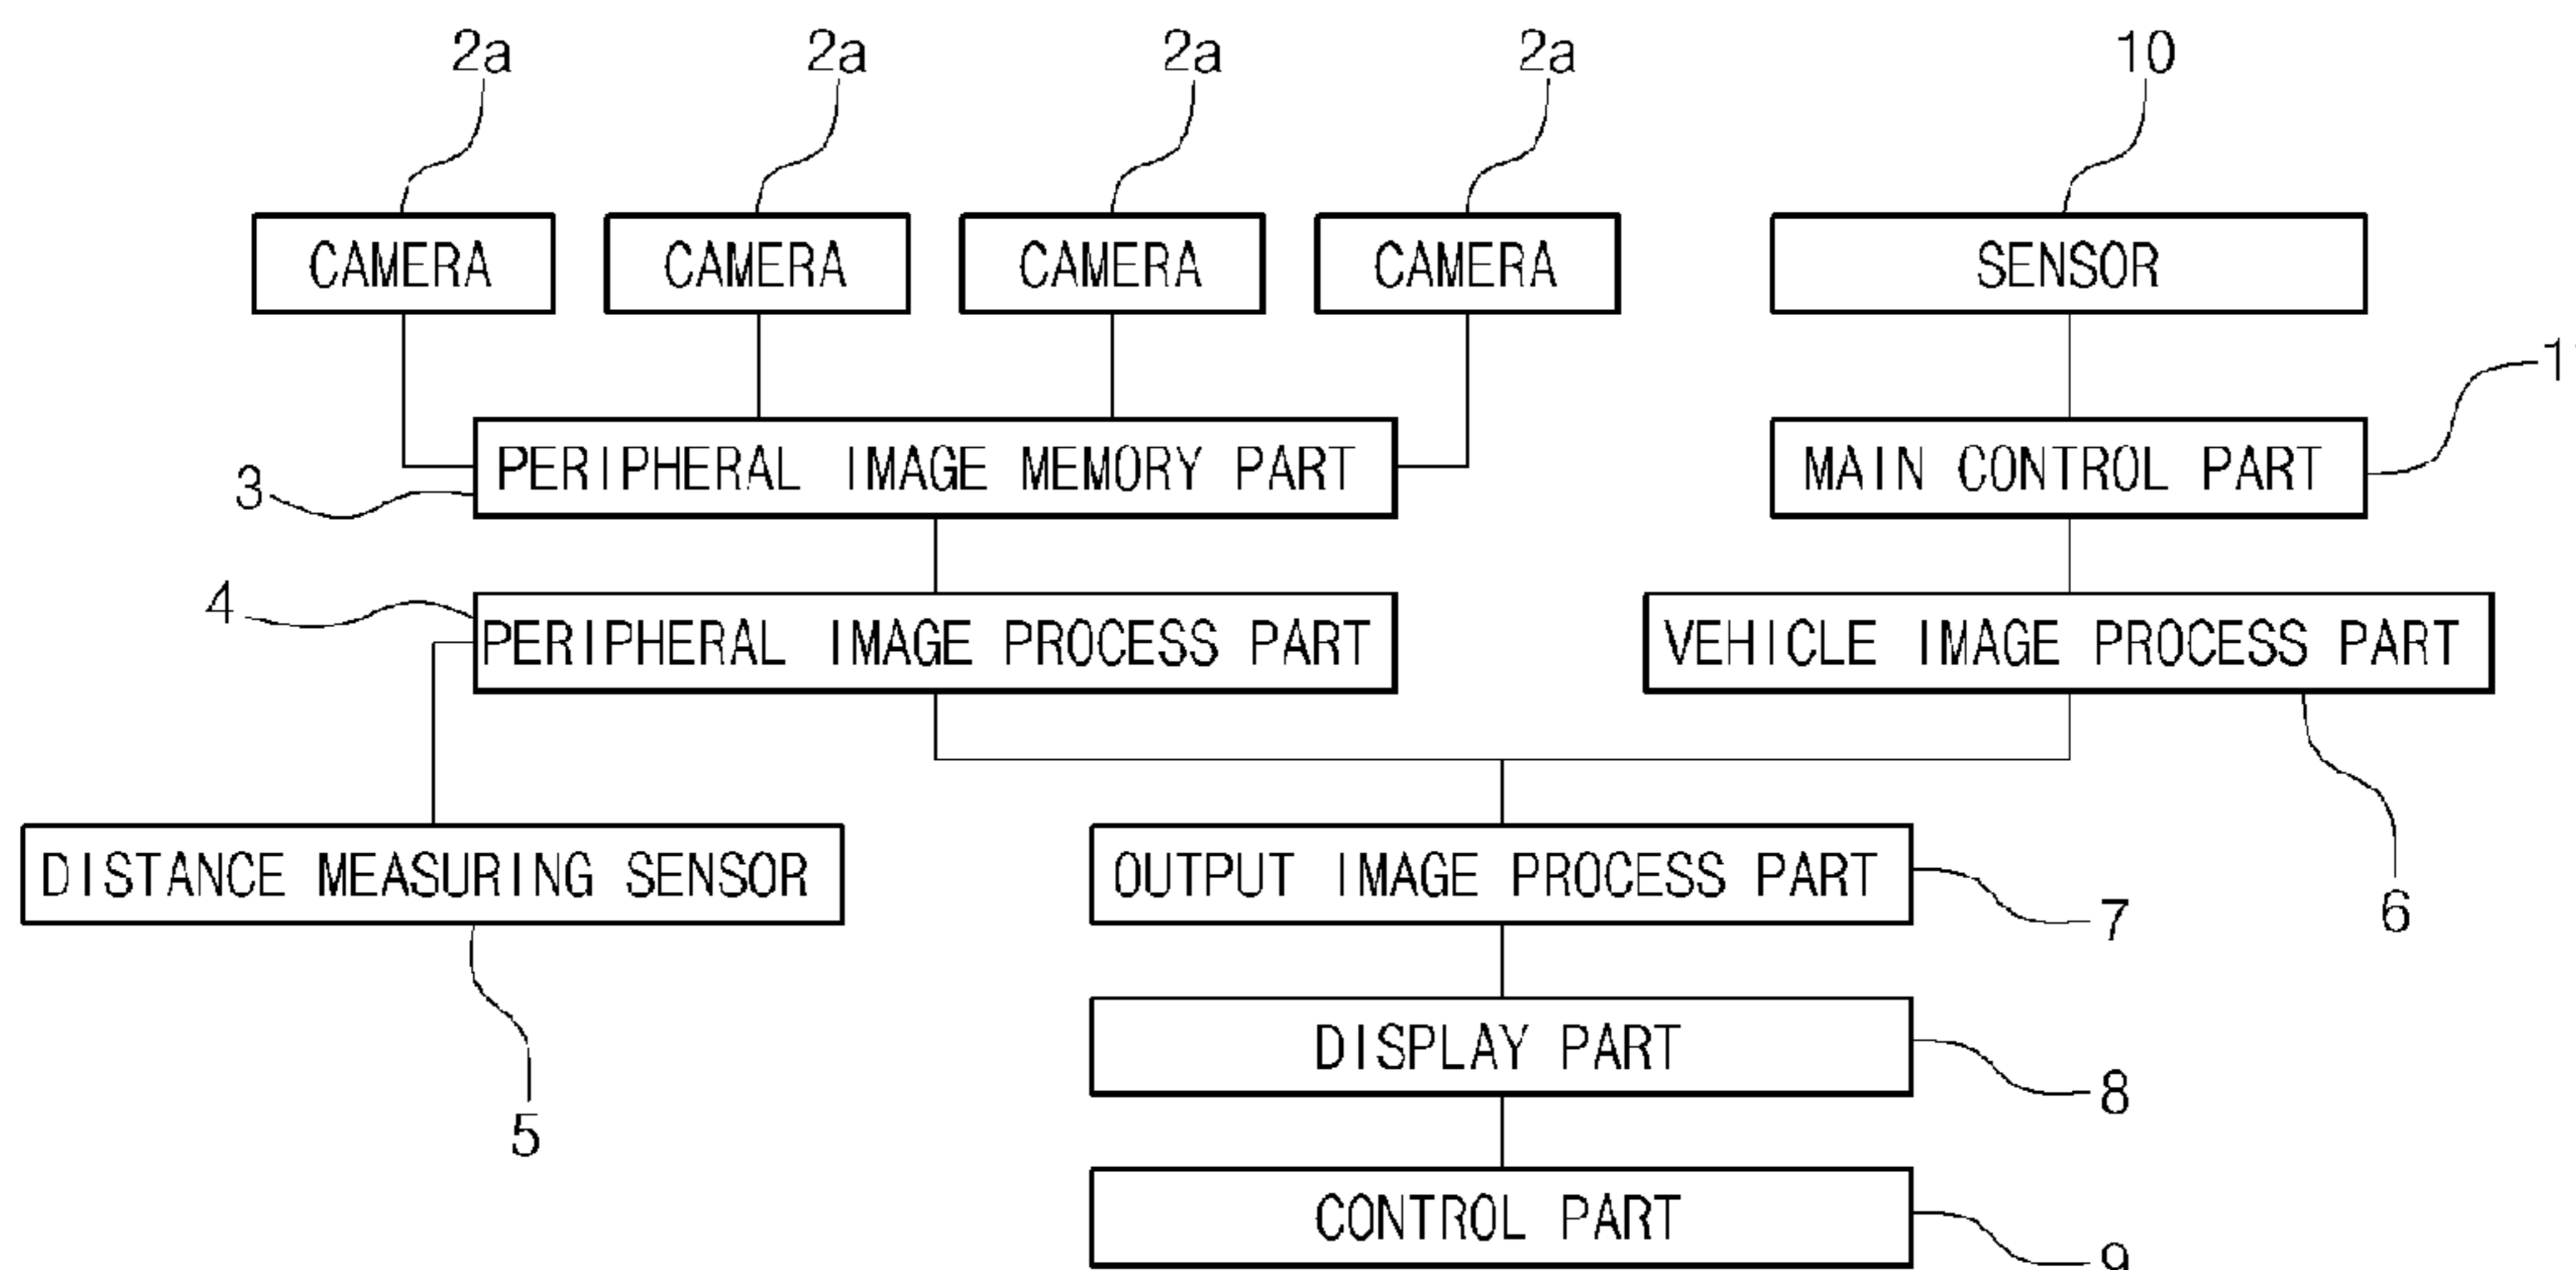 2a 2a 2a 2a 10
CAMERA CAMERA CAMERA CAMERA SENSOR
PERIPHERAL IMAGE MEMORY PART MAIN CONTROL PART
3
4
PERIPHERAL IMAGE PROCESS PART VEHICLE IMAGE PROCESS PART
DISTANCE MEASURING SENSOR OUTPUT IMAGE PROCESS PART
7 6
DISPLAY PART
8
5
CONTROL PART
9